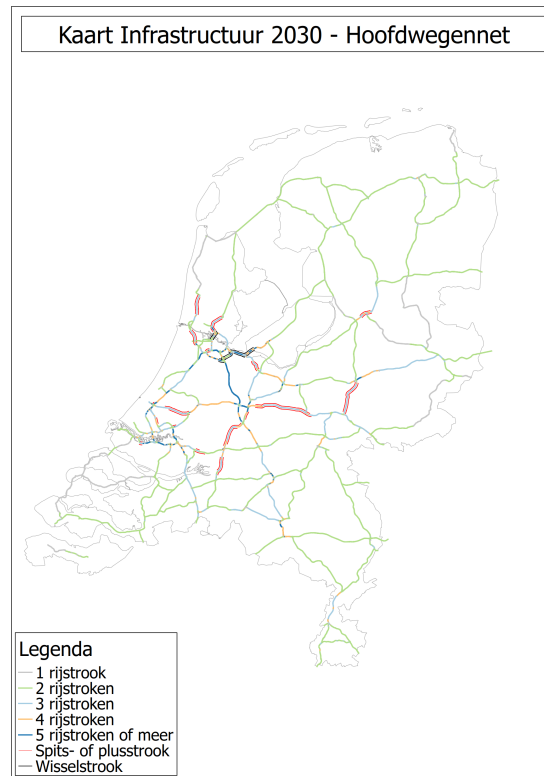 Kaart Infrastructuur 2030 - Hoofdwegennet
Legenda
1 rijstrook
2 rijstroken
3 rijstroken
4 rijstroken
5 rijstroken of meer
Spits- of plusstrook
Wisselstrook